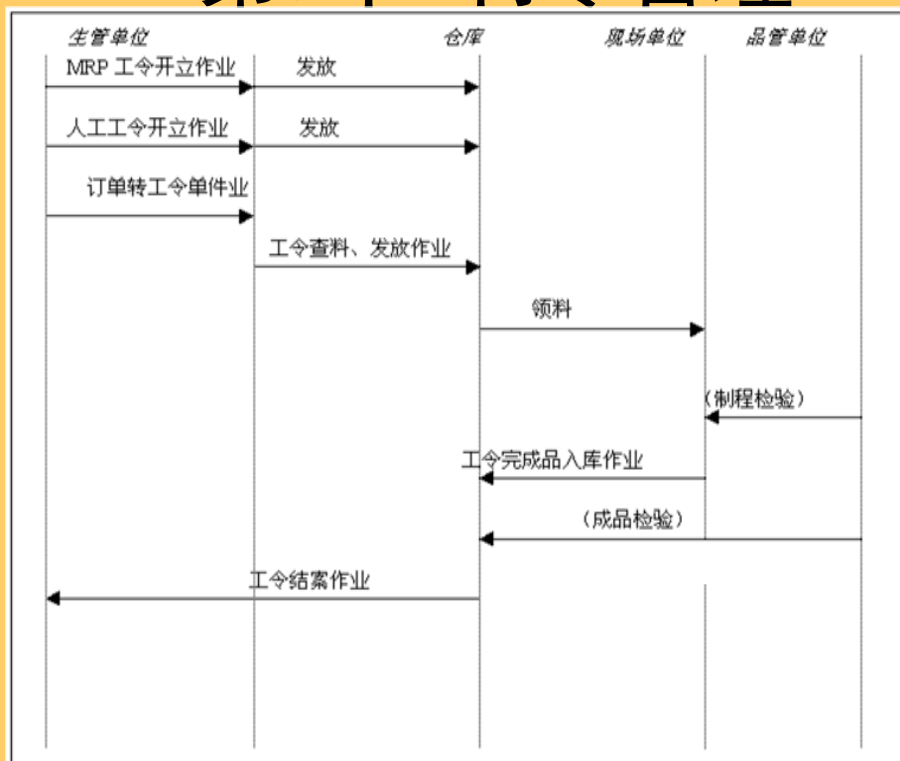 生管单位 仓库 现场单位 品管单位
MRP 工令开立作业 发放
人工工令开立作业 发放
订单转工令单件业
工令查料、发放作业
领料
(制程检验)
工令完成品入库作业
(成品检验)
工令结案作业